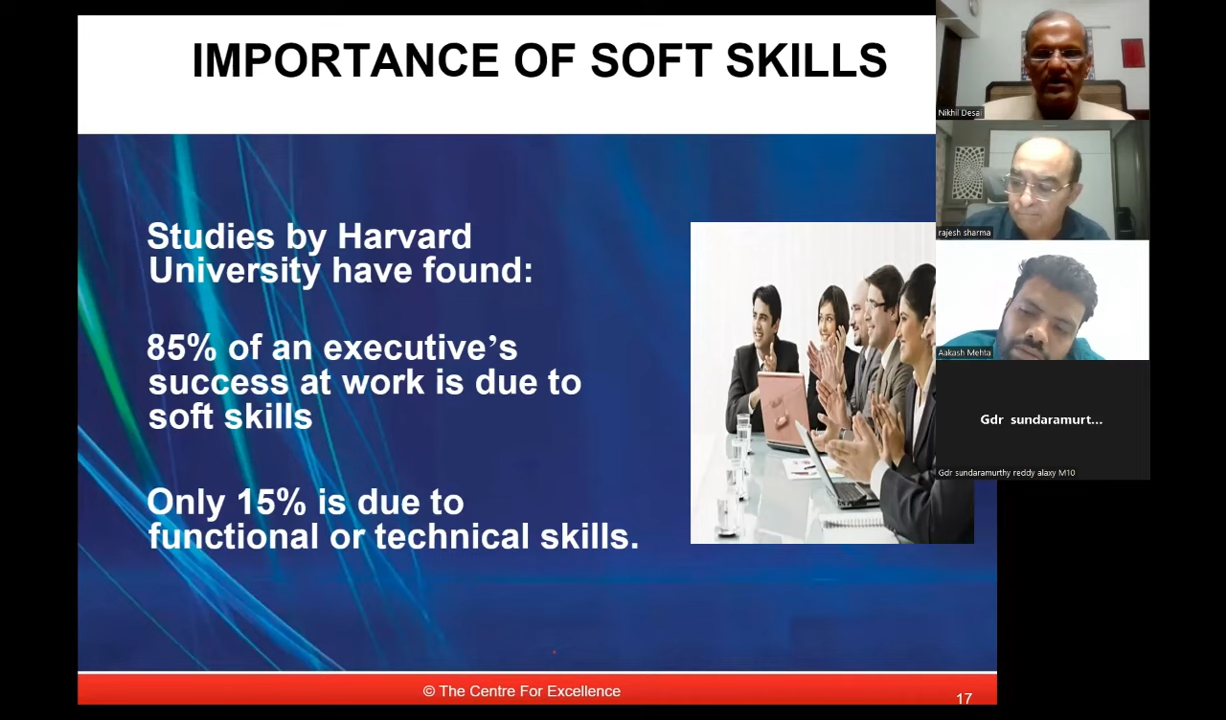 IMPORTANCE OF SOFT SKILLS
Studies by Harvard
University have found:
85% of an executive’s
success at work is due to
soft skills
Only 15% is due to
functional or technical skills.
© The Centre For Excellence
17
Nikhil Desai
rajesh sharma
Aakash Mehta
Gdr sundaramurt...
Gdr sundaramurthy reddy alaxy M10